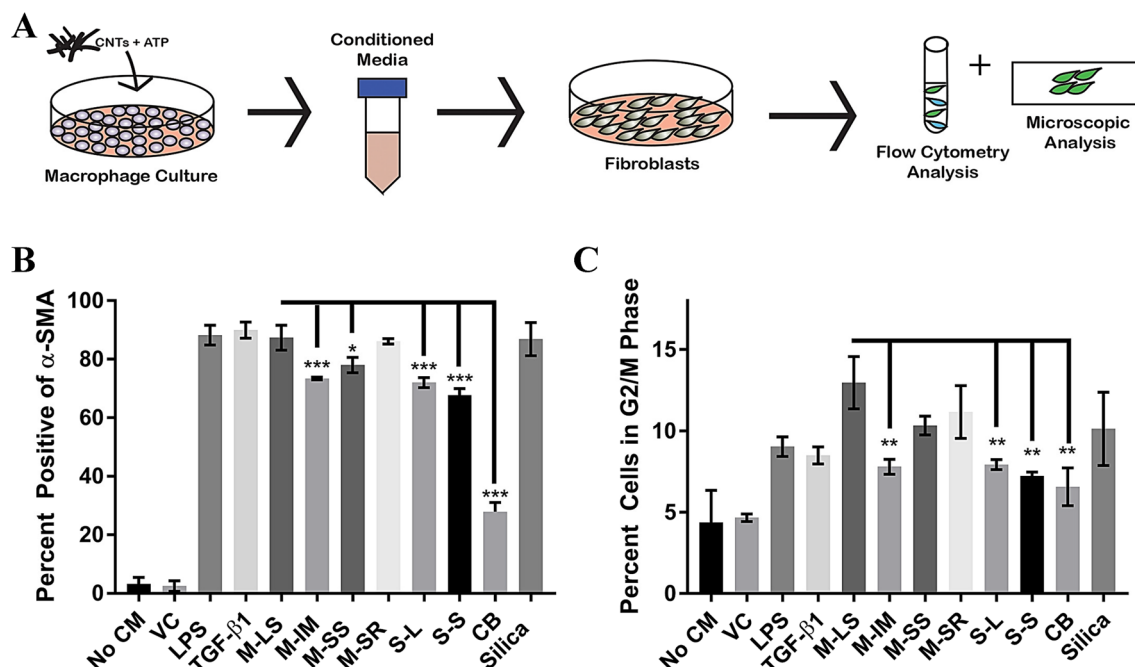 A
CNTs + ATP
Macrophage Culture
Conditioned
Media
Fibroblasts
+
Flow Cytometry
Analysis
Microscopic
Analysis
B
Percent Positive of α-SMA
100
80
60
40
20
0
***
*
***
***
***
No CM
VC
LPS
TGF-β1
M-LS
M-IM
M-SS
M-SR
S-L
S-S
CB
Silica
C
Percent Cells in G2/M Phase
15
10
5
0
**
**
**
**
No CM
VC
LPS
TGF-β1
M-LS
M-IM
M-SS
M-SR
S-L
S-S
CB
Silica